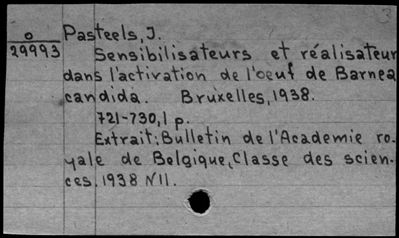 o Pasteels, J.
29993 Sensibilisateurs et réalisateur
dans l'activation de l'oeuf de Barnea
candida. Bruxelles, 1938.
721-730, 1 p.
Extrait: Bulletin de l'Academie ro-
yale de Belgique, Classe des scien-
ces. 1938 N11.